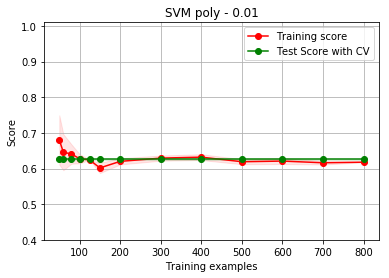 SVM poly - 0.01
1.0
Training score
Test Score with CV
0.9
0.8
0.7
0.6
0.5
0.4
Score
100 200 300 400 500 600 700 800
Training examples